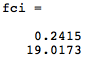 fci =
0.2415
19.0173